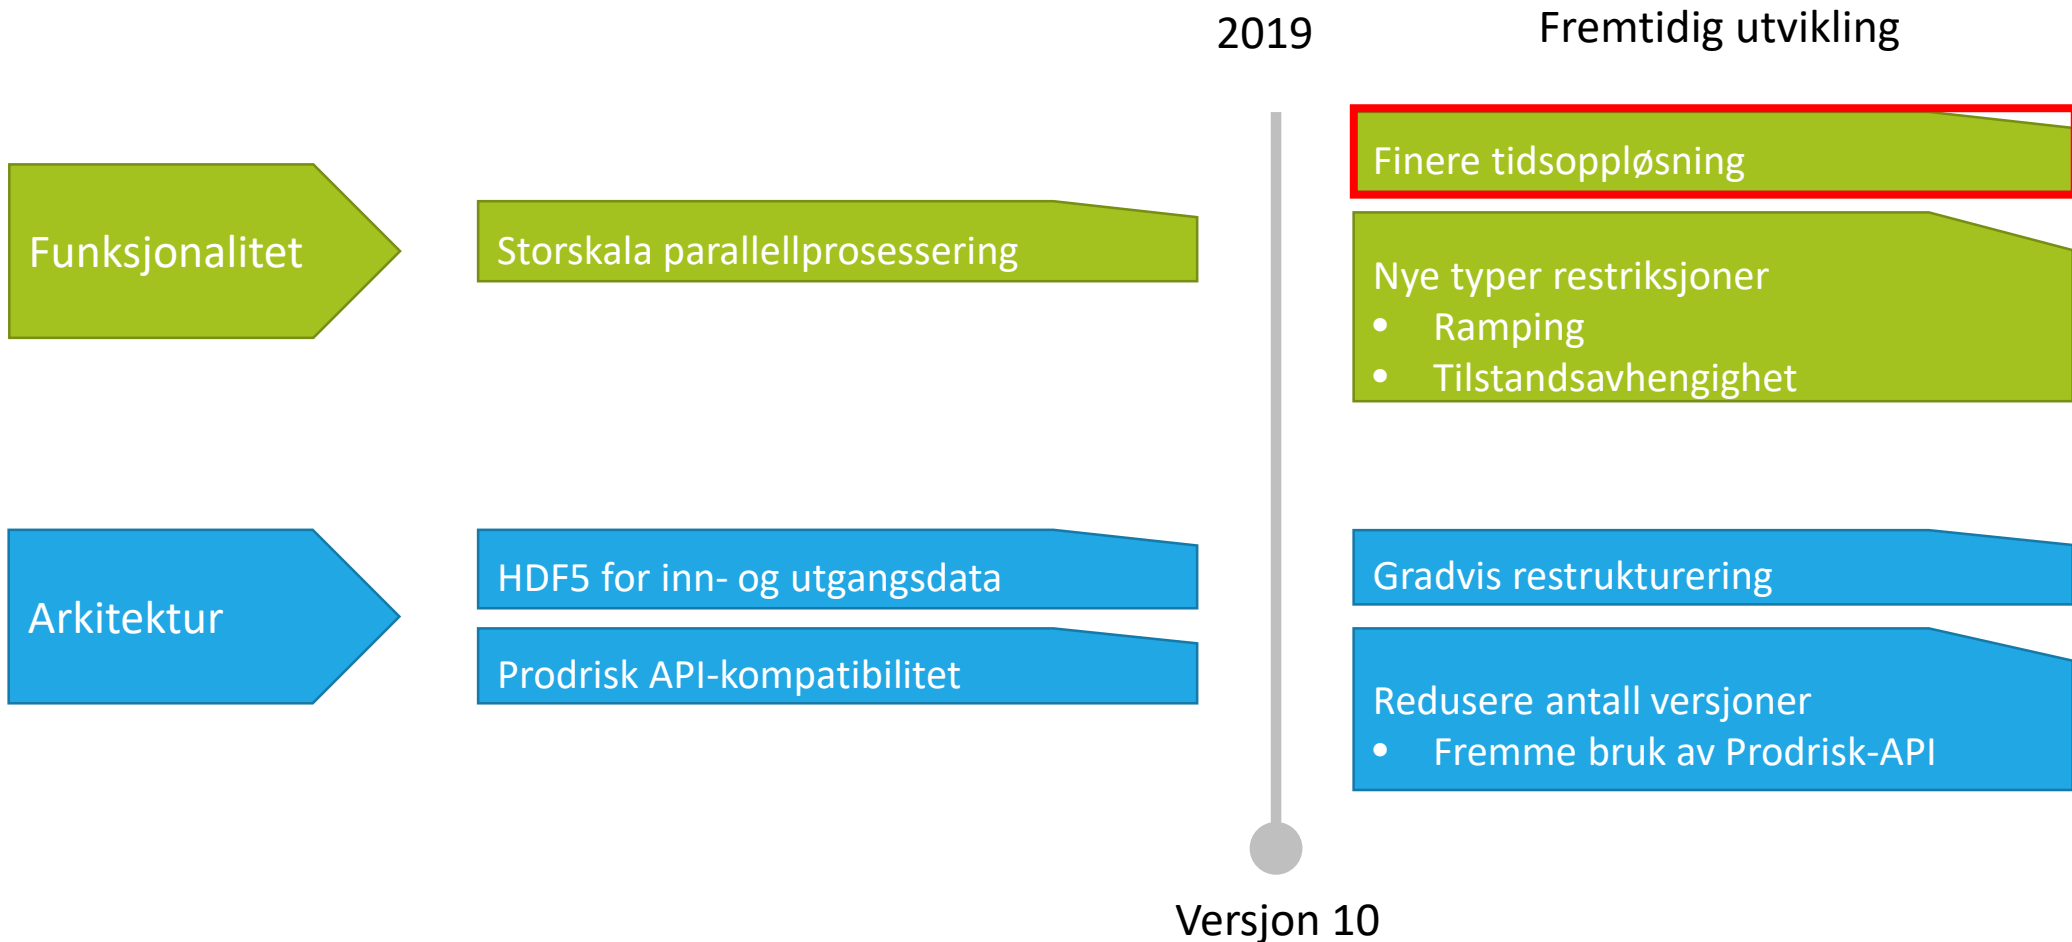 2019
Fremtidig utvikling
Funksjonalitet
Storskala parallellprosessering
Finere tidsoppløsning
Nye typer restriksjoner
• Ramping
• Tilstandsavhengighet
Arkitektur
HDF5 for inn- og utgangsdata
Prodrisk API-kompatibilitet
Gradvis restrukturering
Redusere antall versjoner
• Fremme bruk av Prodrisk-API
Versjon 10